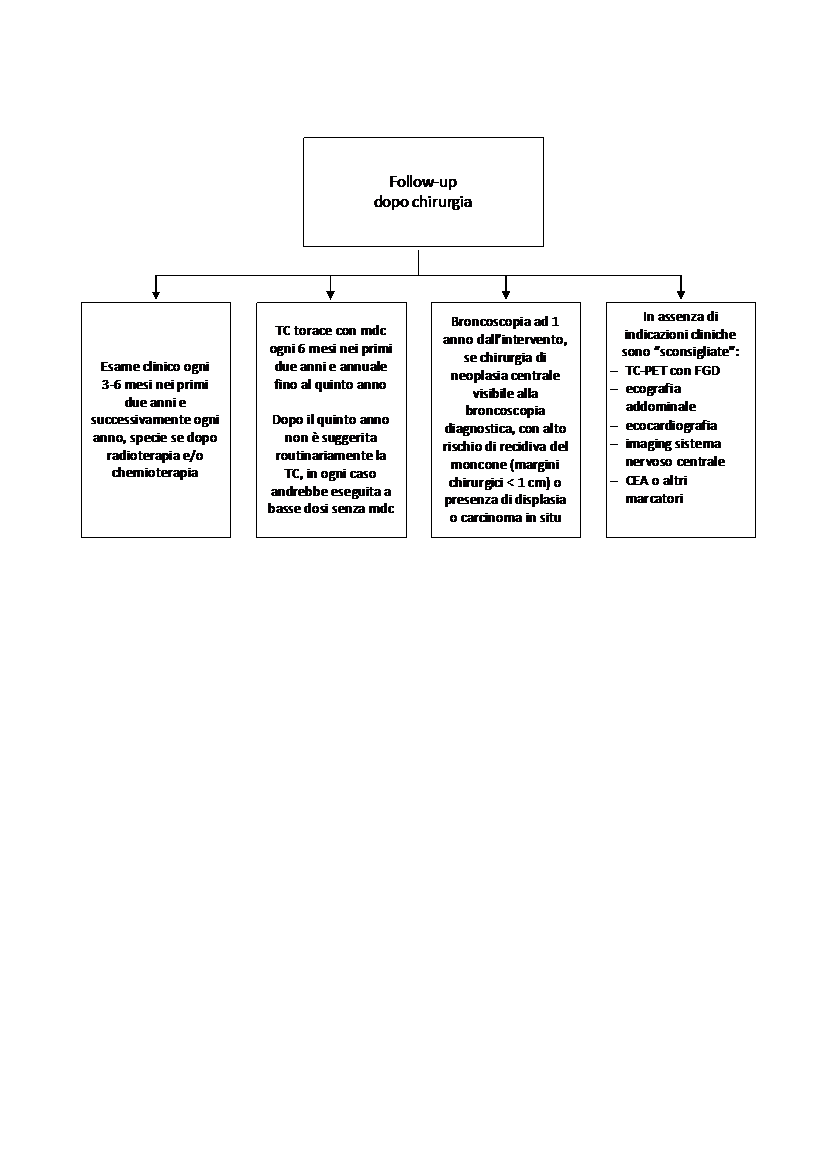 Follow-up
dopo chirurgia
Esame clinico ogni
3-6 mesi nei primi
due anni e
successivamente ogni
anno, specie se dopo
radioterapia e/o
chemioterapia
TC torace con mdc
ogni 6 mesi nei primi
due anni e annuale
fino al quinto anno
Dopo il quinto anno
non è suggerita
routinariamente la
TC, in ogni caso
andrebbe eseguita a
basse dosi senza mdc
Broncoscopia ad 1
anno dall'intervento,
se chirurgia di
neoplasia centrale
visibile alla
broncoscopia
diagnostica, con alto
rischio di recidiva del
moncone (margini
chirurgici < 1 cm) o
presenza di displasia
o carcinoma in situ
In assenza di
indicazioni cliniche
sono "sconsigliate":
– TC-PET con FGD
– ecografia
addominale
– ecocardiografia
– imaging sistema
nervoso centrale
– CEA o altri
marcatori